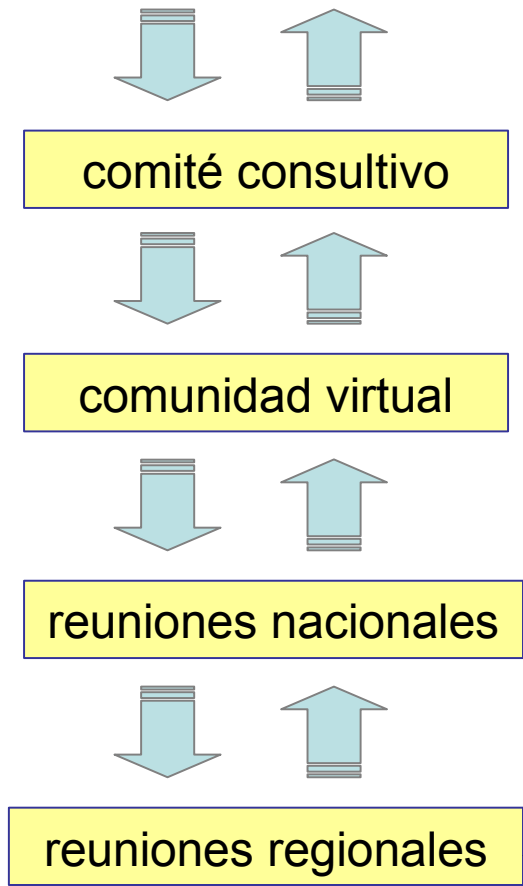 comité consultivo
comunidad virtual
reuniones nacionales
reuniones regionales